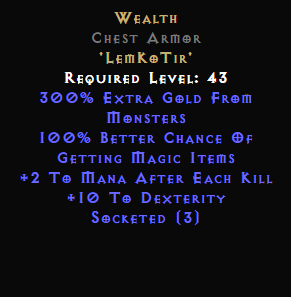 Wealth
Chest Armor
'LemKoTir'
Required Level: 43
300% Extra Gold From
Monsters
100% Better Chance Of
Getting Magic Items
+2 To Mana After Each Kill
+10 To Dexterity
Socketed (3)